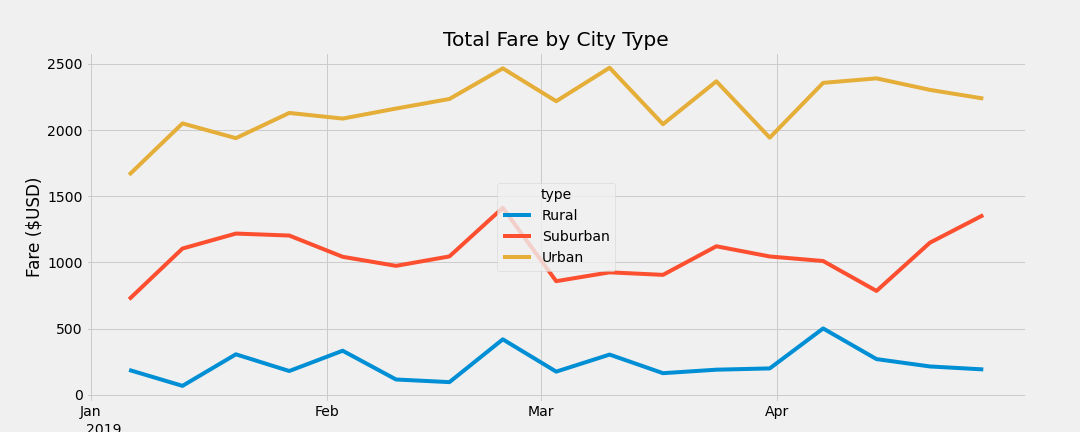 Total Fare by City Type
Fare ($USD)
2500
2000
1500
1000
500
0
type
Rural
Suburban
Urban
Jan
2019
Feb
Mar
Apr